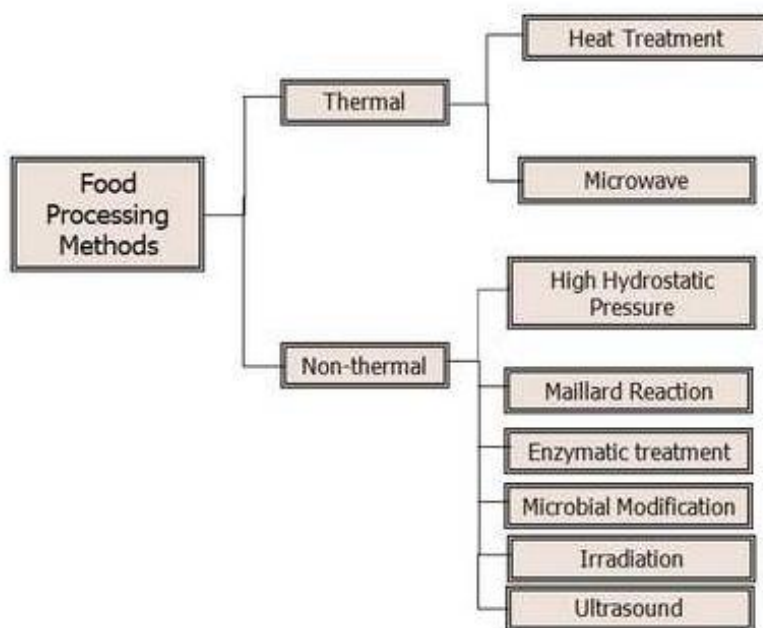 Food
Processing
Methods
Thermal
Heat Treatment
Microwave
Non-thermal
High Hydrostatic
Pressure
Maillard Reaction
Enzymatic treatment
Microbial Modification
Irradiation
Ultrasound